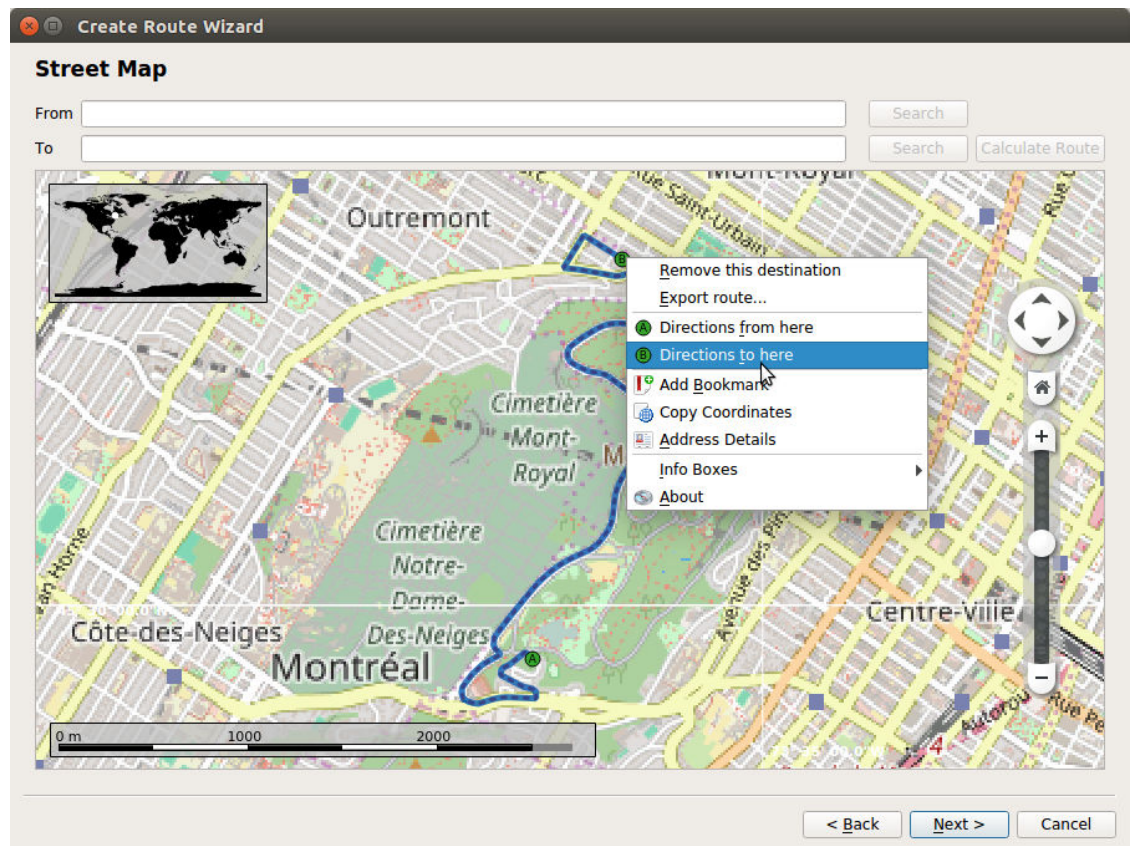 Create Route Wizard
Street Map
From
Search
To
Search
Calculate Route
Outremont
Rue Saint-Urbain
Remove this destination
Export route...
A
Directions from here
B
Directions to here
Add Bookmark
Copy Coordinates
Address Details
Info Boxes
About
B
Cimetière
Mont-
Royal
M
+
Cimetière
Notre-
Dame-
Des-Neiges
Avenue des Pins
Centre-Ville
Côte-des-Neiges
Montréal
A
−
0 m
1000
2000
4
< Back
Next >
Cancel